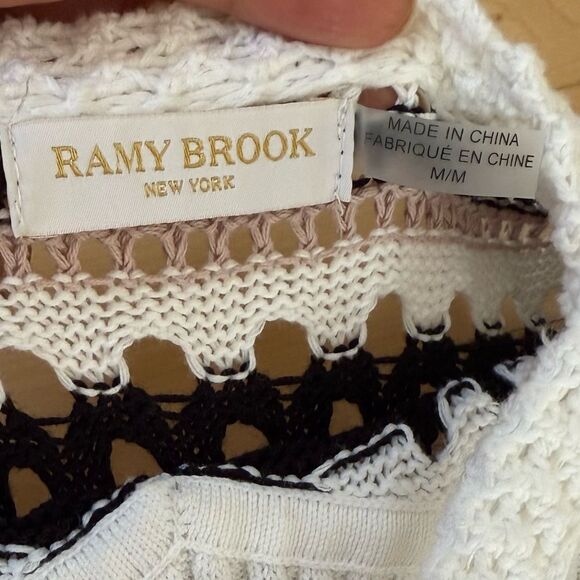 RAMY BROOK
NEW YORK
MADE IN CHINA
FABRIQUÉ EN CHINE
M/M